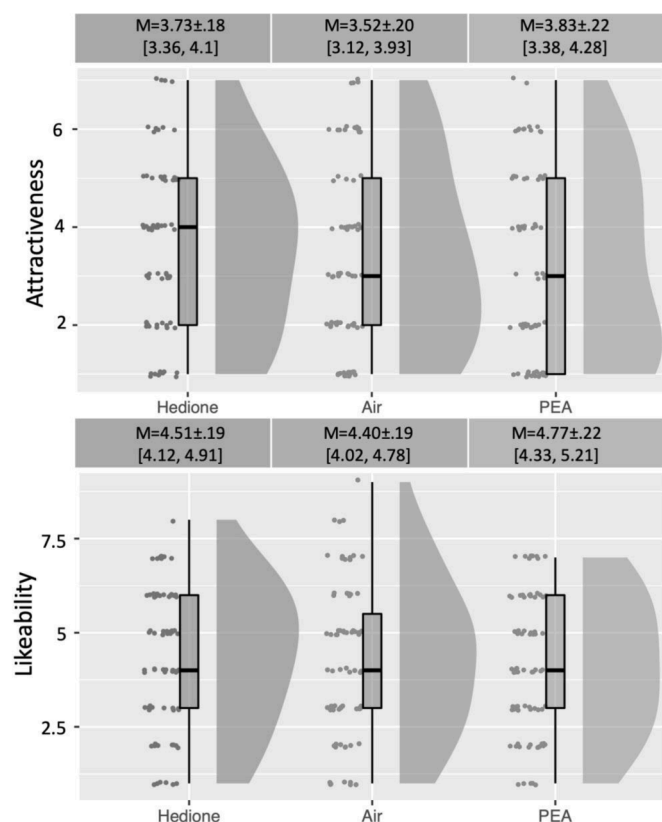 M=3.73±.18 M=3.52±.20 M=3.83±.22
[3.36, 4.1] [3.12, 3.93] [3.38, 4.28]
Attractiveness
6
4
2
Hedione Air PEA
M=4.51±.19 M=4.40±.19 M=4.77±.22
[4.12, 4.91] [4.02, 4.78] [4.33, 5.21]
Likeability
7.5
5
2.5
Hedione Air PEA